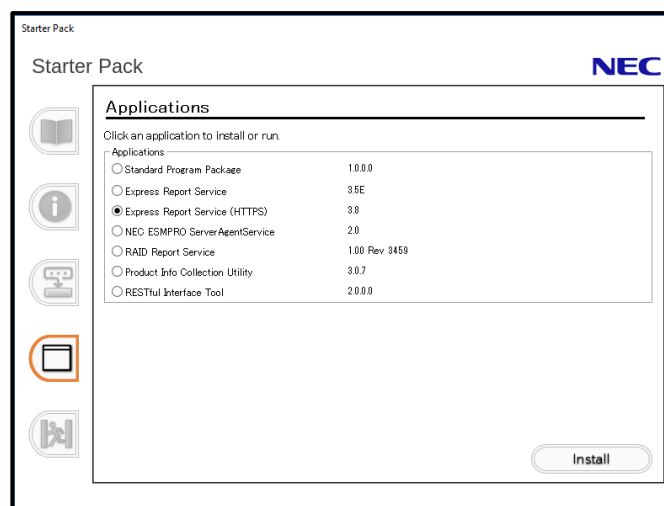 Starter Pack
Starter Pack NEC
Applications
Click an application to install or run.
Applications
Standard Program Package 1.0.0.0
Express Report Service 3.5E
Express Report Service (HTTPS) 3.8
NEC ESMPRO ServerAgentService 2.0
RAID Report Service 1.00 Rev 3459
Product Info Collection Utility 3.0.7
RESTful Interface Tool 2.0.0.0
Install